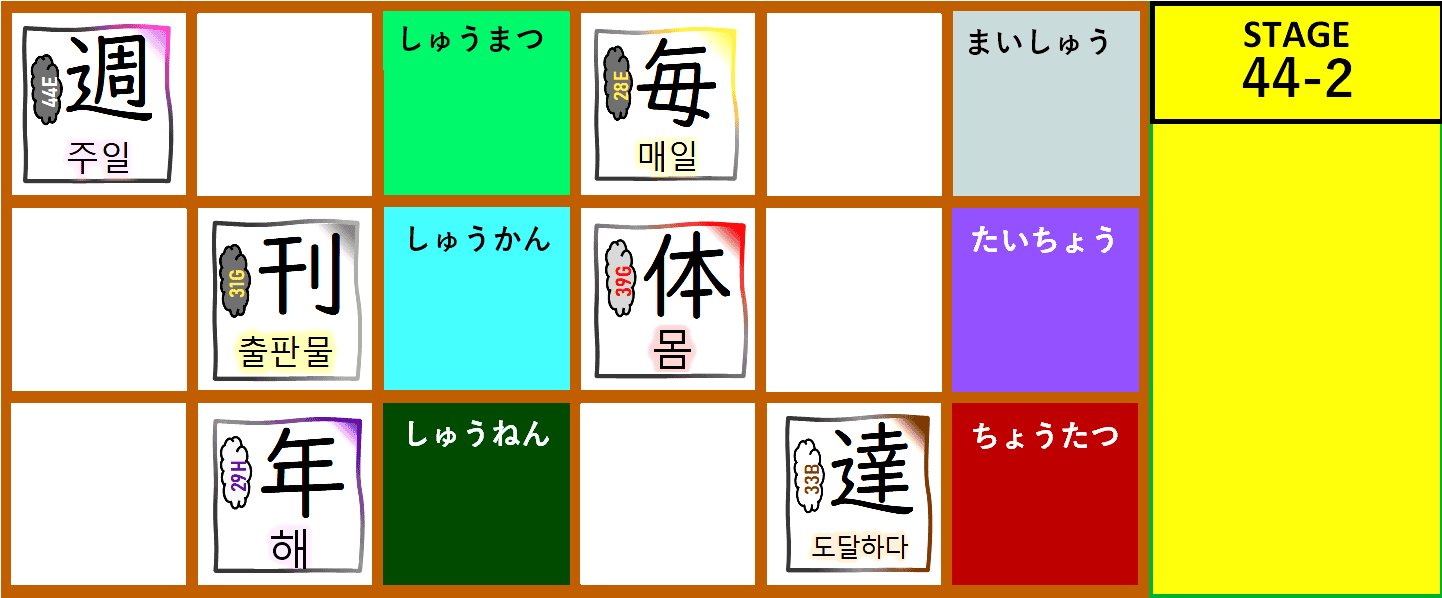 44E
週
주일
しゅうまつ
28E
毎
매일
まいしゅう
STAGE
44-2
31G
刊
출판물
しゅうかん
39G
体
몸
たいちょう
29H
年
해
しゅうねん
33B
達
도달하다
ちょうたつ